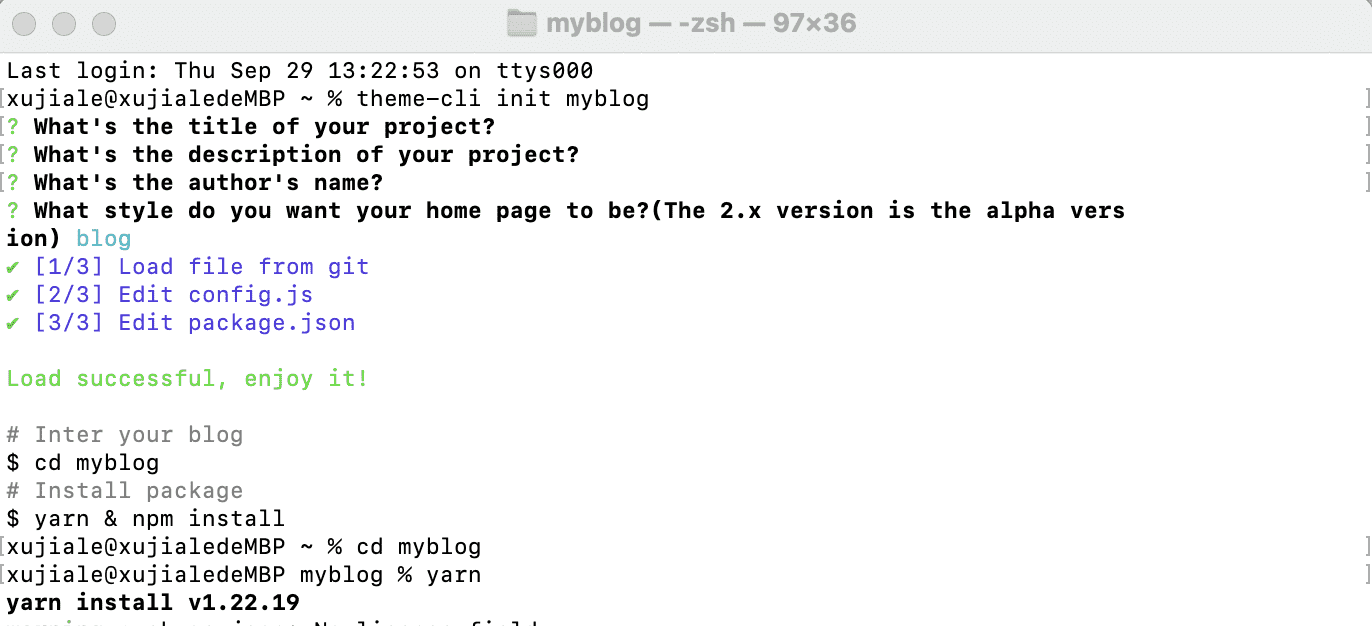 myblog — -zsh — 97×36
Last login: Thu Sep 29 13:22:53 on ttys000
[xujiale@xujialedeMBP ~ % theme-cli init myblog ]
[? What's the title of your project? ]
[? What's the description of your project? ]
[? What's the author's name? ]
? What style do you want your home page to be?(The 2.x version is the alpha vers
ion) blog
✔ [1/3] Load file from git
✔ [2/3] Edit config.js
✔ [3/3] Edit package.json
Load successful, enjoy it!
# Inter your blog
$ cd myblog
# Install package
$ yarn & npm install
[xujiale@xujialedeMBP ~ % cd myblog ]
[xujiale@xujialedeMBP myblog % yarn ]
yarn install v1.22.19